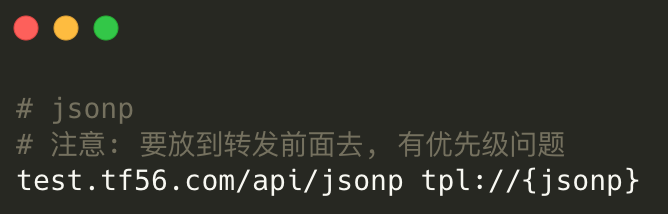 # jsonp
# 注意: 要放到转发前面去, 有优先级问题
test.tf56.com/api/jsonp tpl://{jsonp}